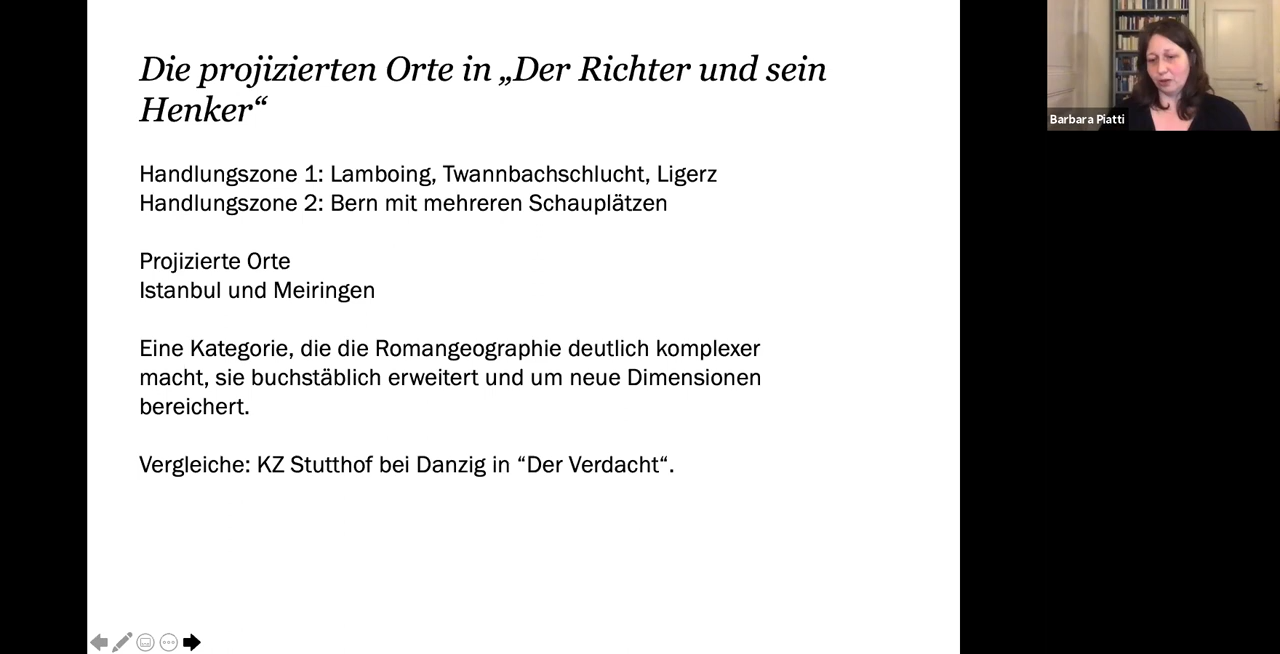 Die projizierten Orte in „Der Richter und sein
Henker“
Handlungszone 1: Lamboing, Twannbachschlucht, Ligerz
Handlungszone 2: Bern mit mehreren Schauplätzen
Projizierte Orte
Istanbul und Meiringen
Eine Kategorie, die die Romangeographie deutlich komplexer
macht, sie buchstäblich erweitert und um neue Dimensionen
bereichert.
Vergleiche: KZ Stutthof bei Danzig in “Der Verdacht“.
Barbara Piatti